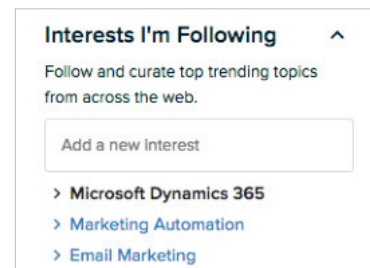 Interests I'm Following
Follow and curate top trending topics
from across the web.
Add a new interest
Microsoft Dynamics 365
Marketing Automation
Email Marketing